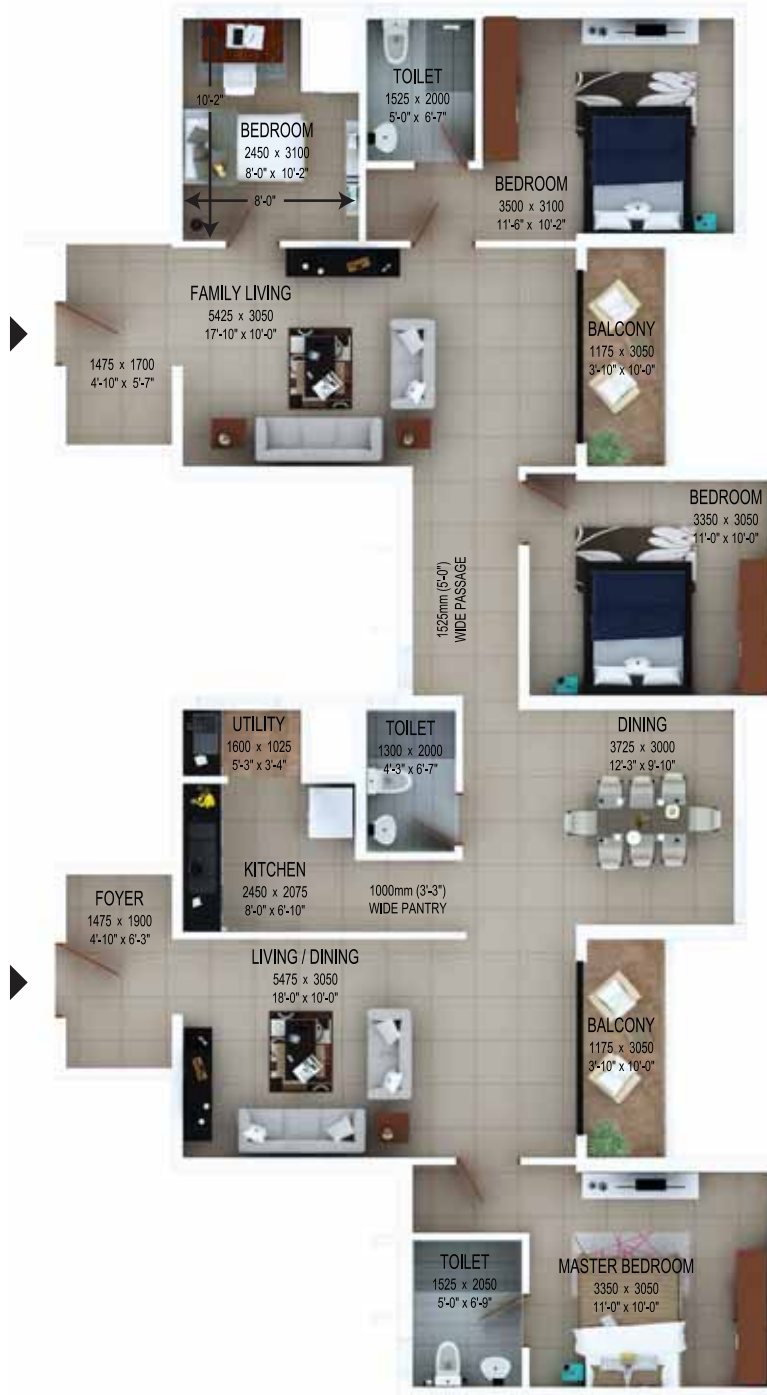 TOILET
1525 x 2000
5'-0" x 6'-7"
10'-2"
BEDROOM
2450 x 3100
8'-0" x 10'-2"
8'-0"
BEDROOM
3500 x 3100
11'-6" x 10'-2"
FAMILY LIVING
5425 x 3050
17'-10" x 10'-0"
BALCONY
1175 x 3050
3'-10" x 10'-0"
1475 x 1700
4'-10" x 5'-7"
BEDROOM
3350 x 3050
11'-0" x 10'-0"
1525mm (5'-0")
WIDE PASSAGE
UTILITY
1600 x 1025
5'-3" x 3'-4"
TOILET
1300 x 2000
4'-3" x 6'-7"
DINING
3725 x 3000
12'-3" x 9'-10"
KITCHEN
2450 x 2075
8'-0" x 6'-10"
1000mm (3'-3")
WIDE PANTRY
FOYER
1475 x 1900
4'-10" x 6'-3"
LIVING / DINING
5475 x 3050
18'-0" x 10'-0"
BALCONY
1175 x 3050
3'-10" x 10'-0"
TOILET
1525 x 2050
5'-0" x 6'-9"
MASTER BEDROOM
3350 x 3050
11'-0" x 10'-0"